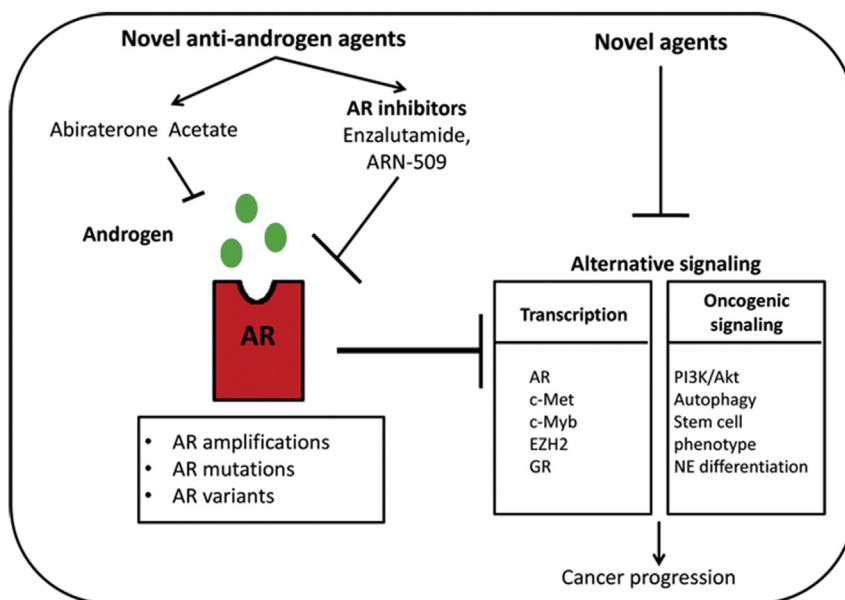 Novel anti-androgen agents
Novel agents
Abiraterone Acetate
AR inhibitors
Enzalutamide,
ARN-509
Androgen
AR
• AR amplifications
• AR mutations
• AR variants
Alternative signaling
Transcription
AR
c-Met
c-Myb
EZH2
GR
Oncogenic
signaling
PI3K/Akt
Autophagy
Stem cell
phenotype
NE differentiation
Cancer progression